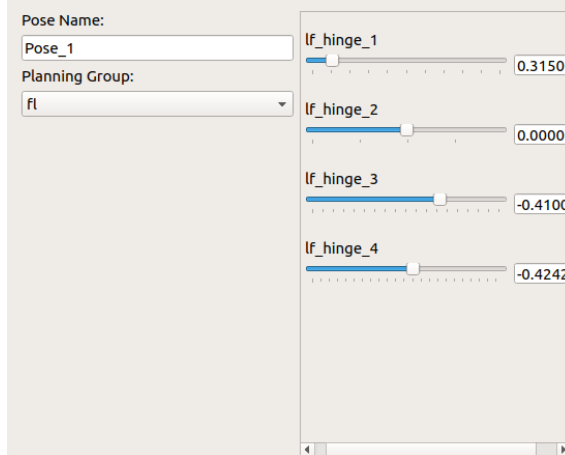 Pose Name:
Pose_1
Planning Group:
fl
lf_hinge_1
0.3150
lf_hinge_2
0.0000
lf_hinge_3
-0.4100
lf_hinge_4
-0.4242